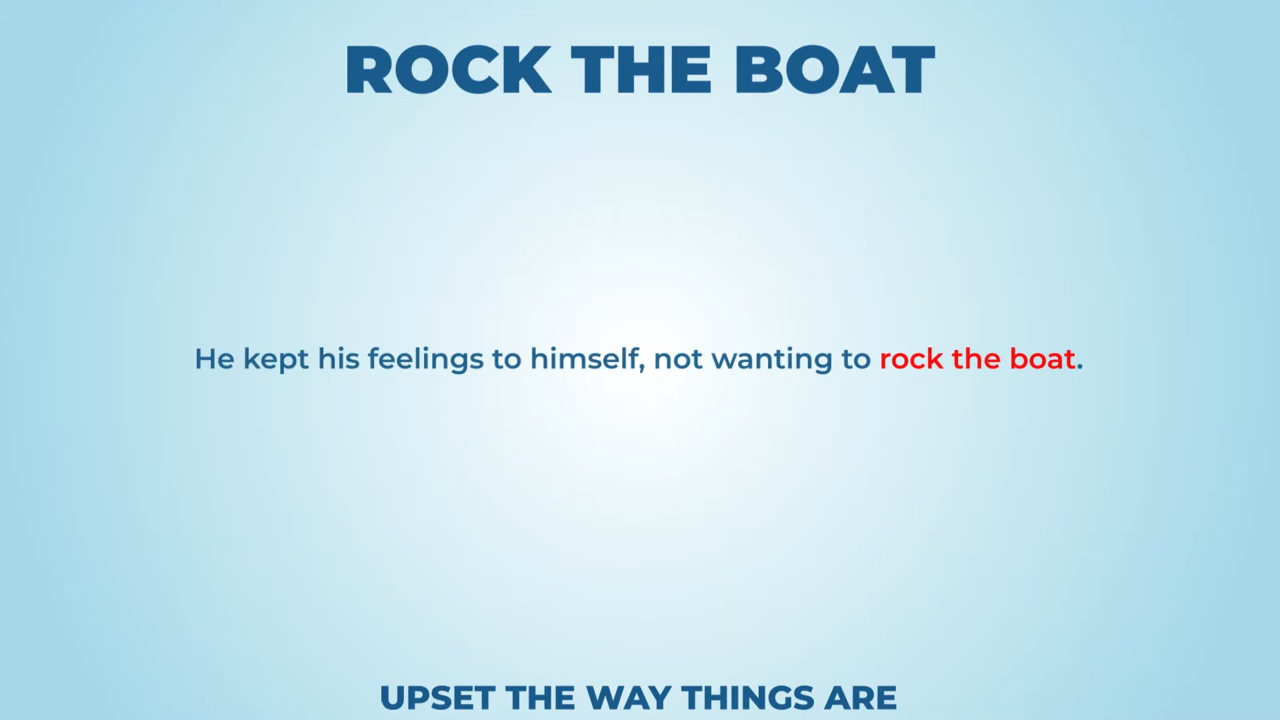 ROCK THE BOAT
He kept his feelings to himself, not wanting to rock the boat.
UPSET THE WAY THINGS ARE